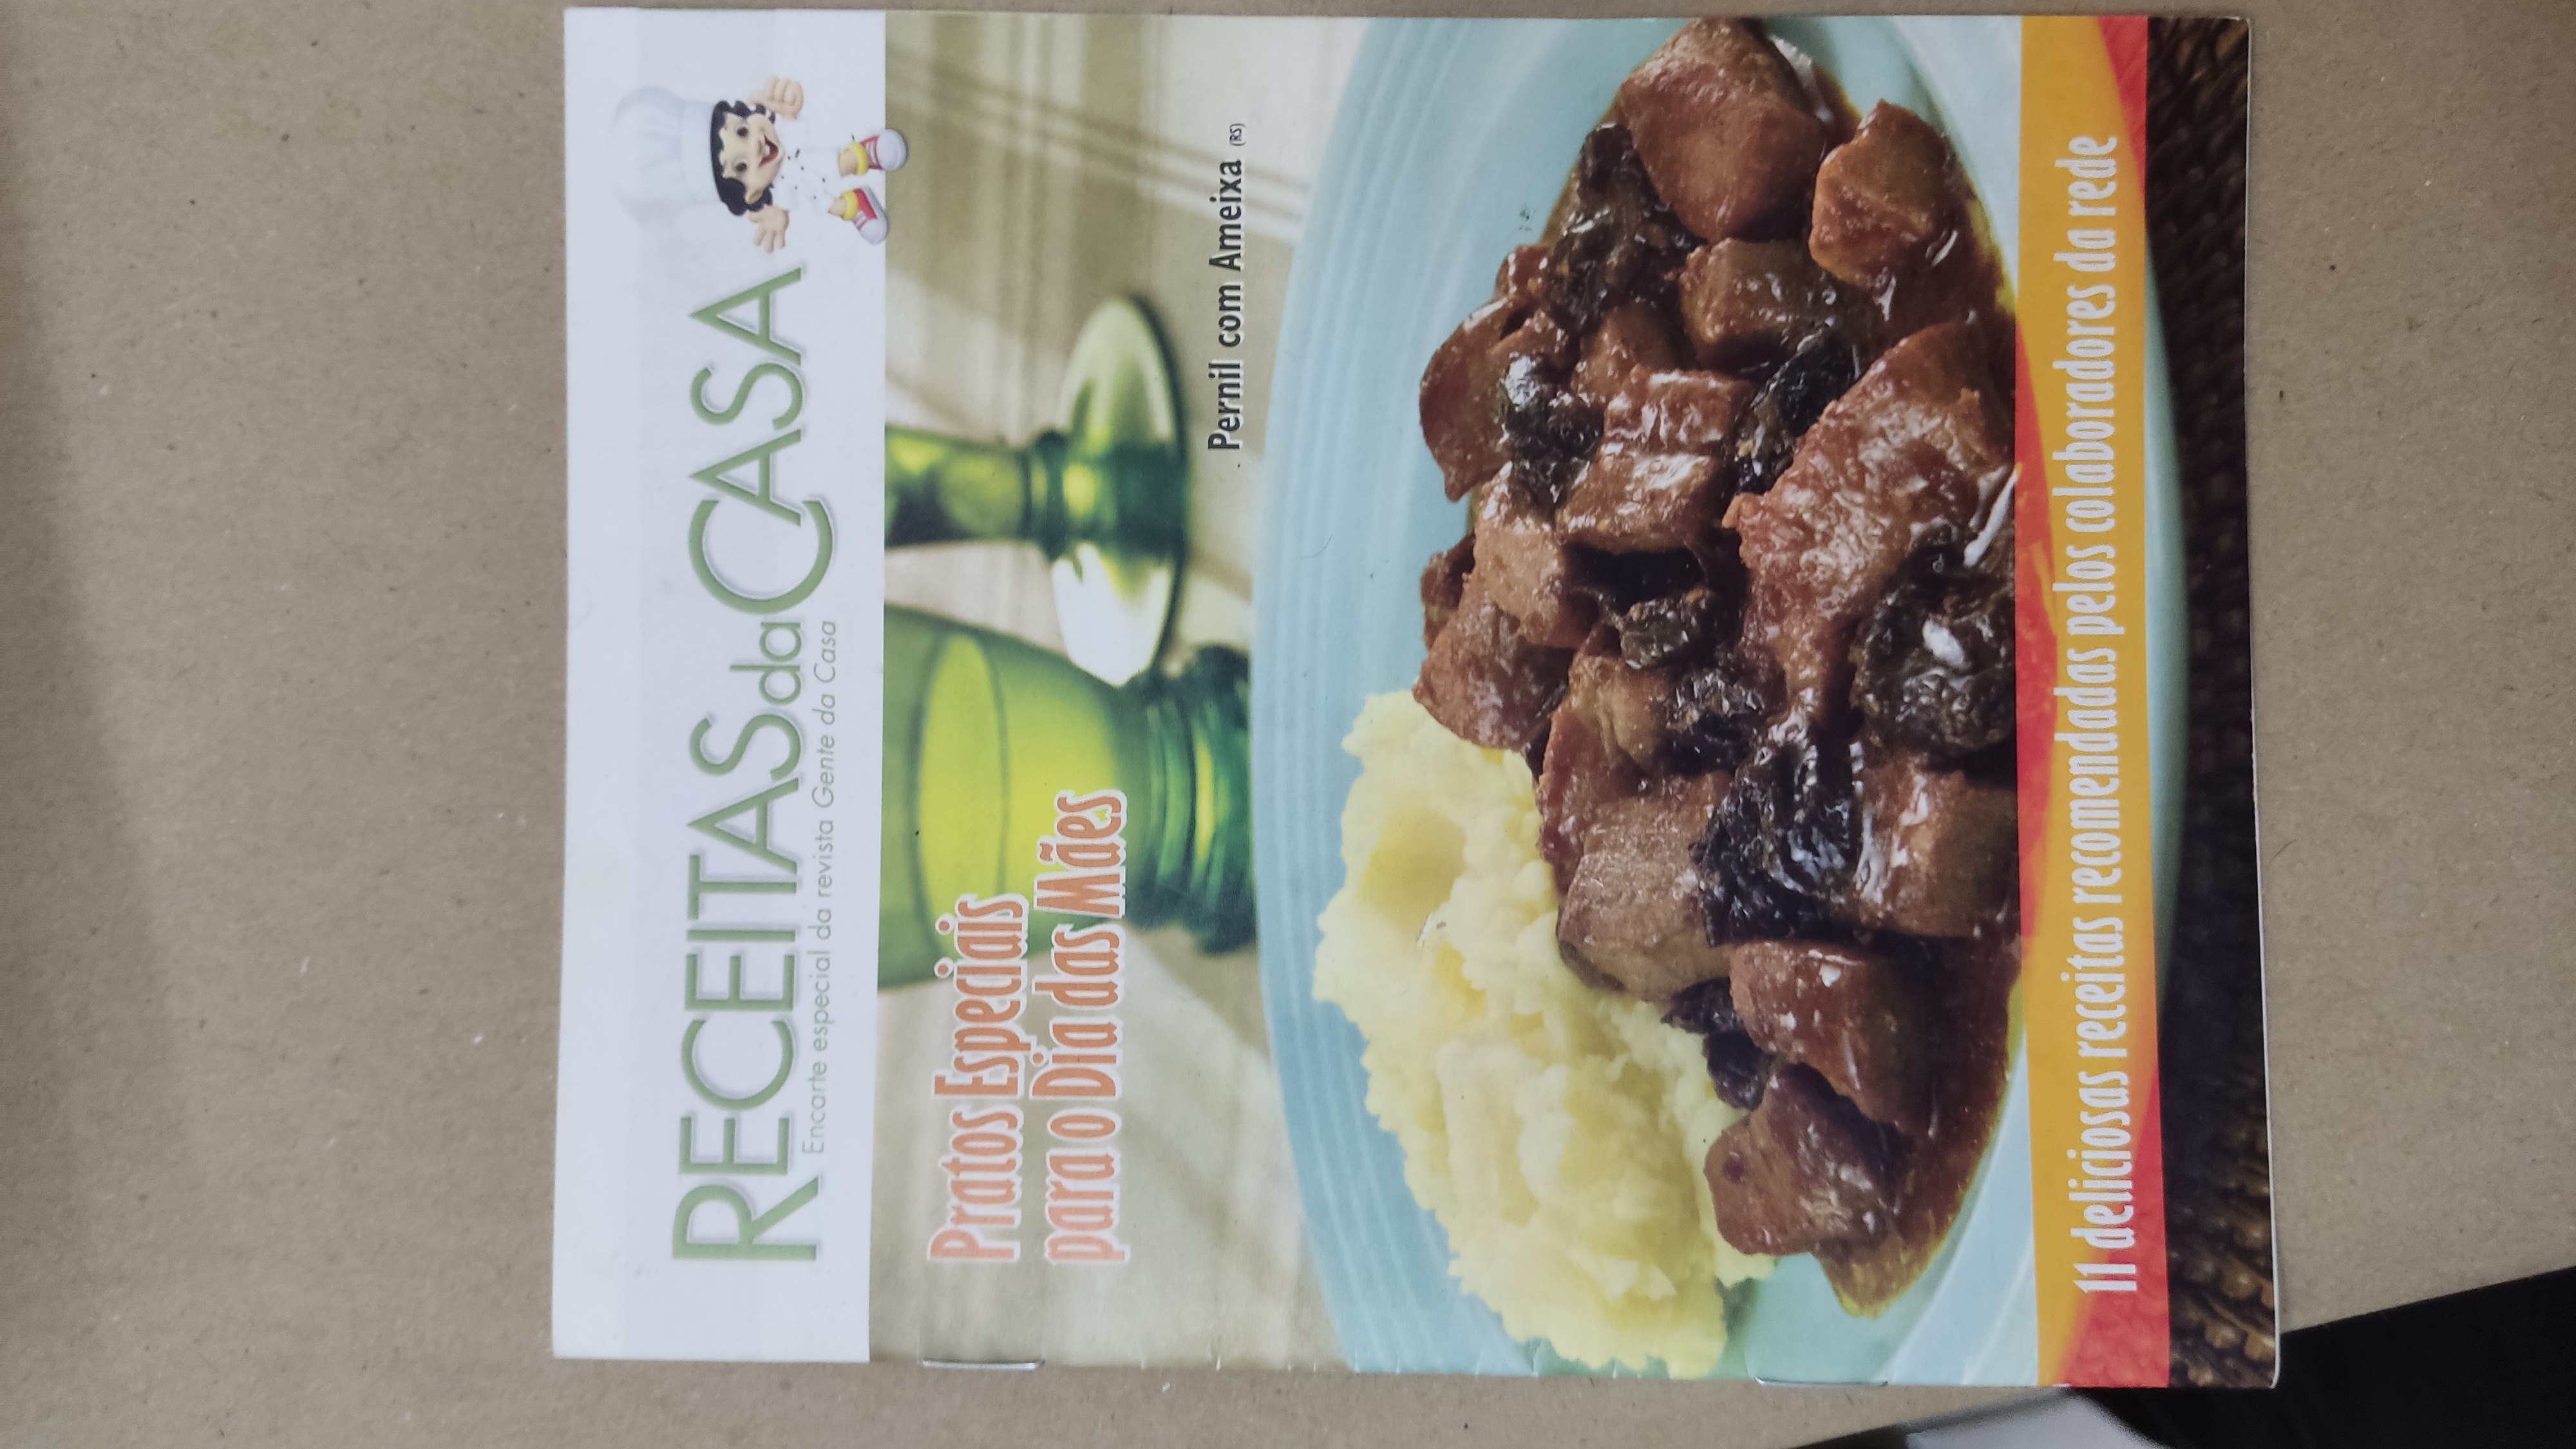 RECEITAS da CASA
Encarte especial da revista Gente da Casa
Pratos Especiais
para o Dia das Mães
Pernil com Ameixa (RS)
11 deliciosas receitas recomendadas pelos colaboradores da rede